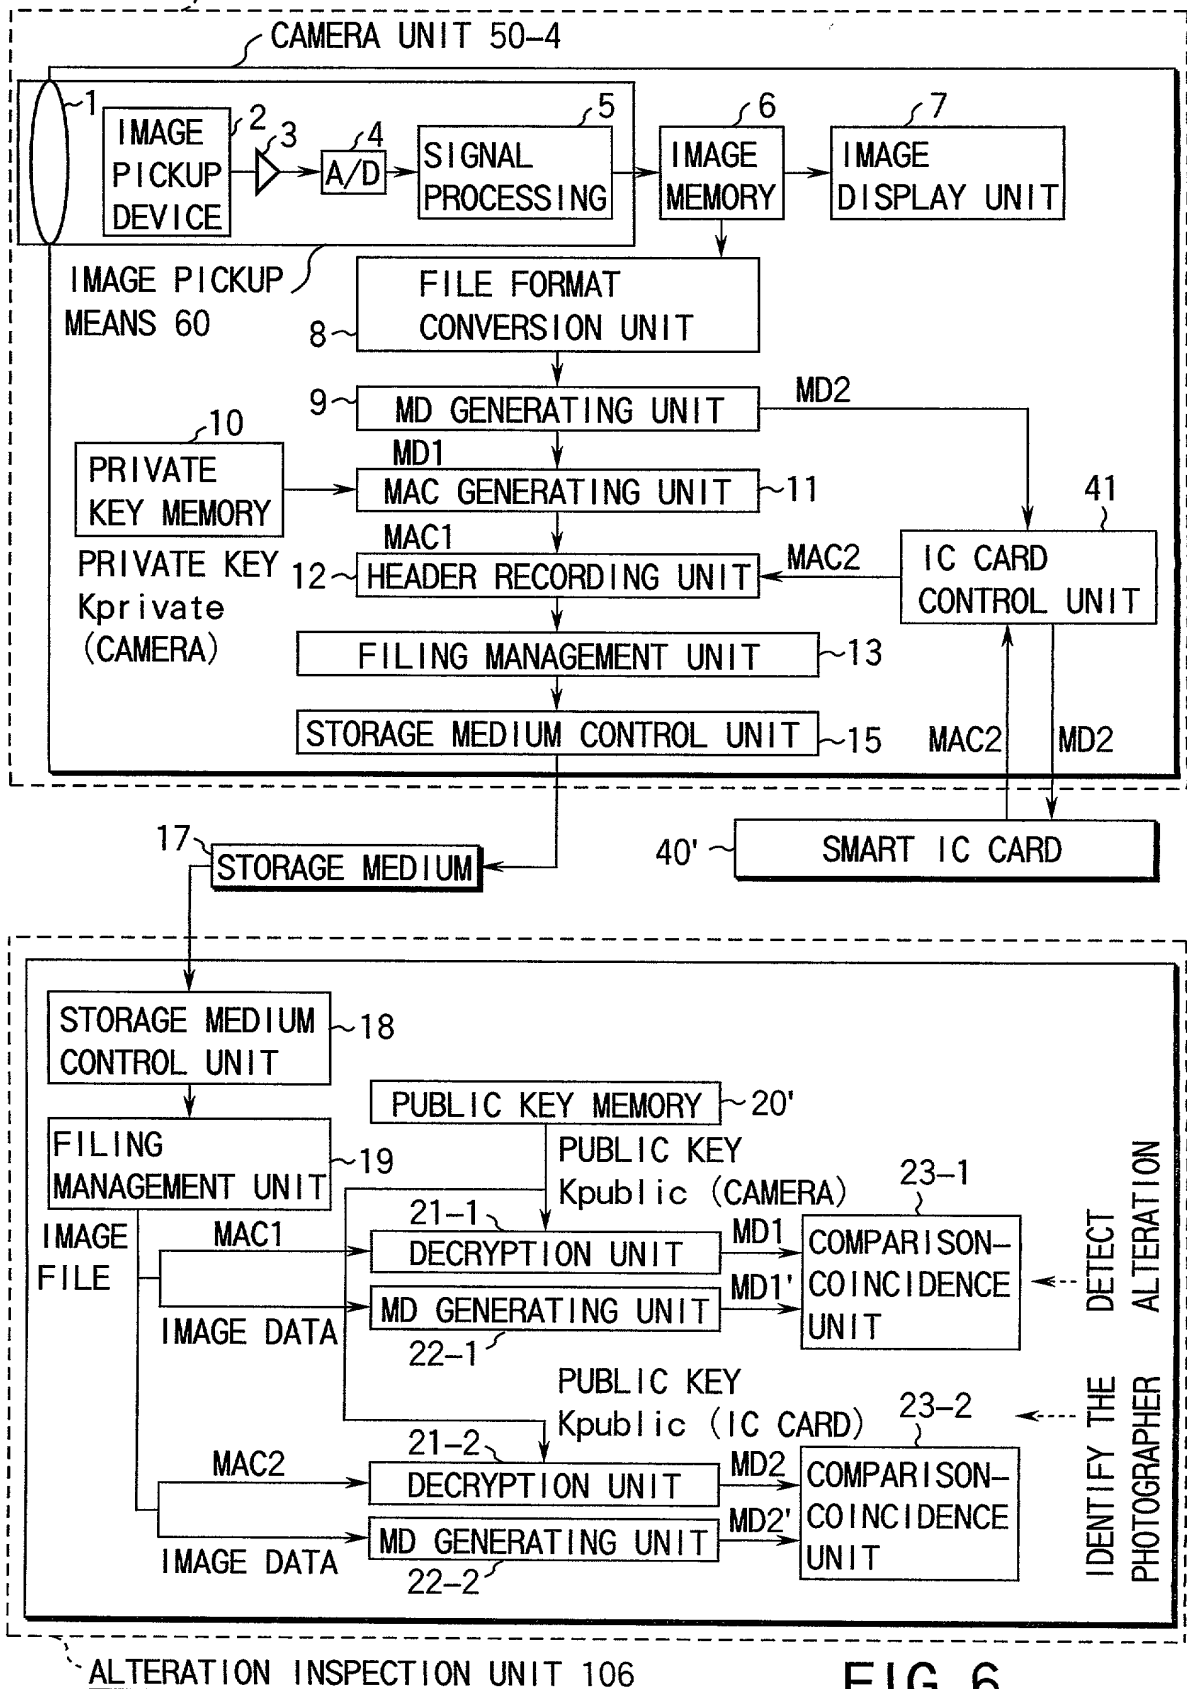 CAMERA UNIT 50-4
1
IMAGE
PICKUP
DEVICE
2
3
4
A/D
5
SIGNAL
PROCESSING
6
IMAGE
MEMORY
7
IMAGE
DISPLAY UNIT
IMAGE PICKUP
MEANS 60
8
FILE FORMAT
CONVERSION UNIT
9
MD GENERATING UNIT
MD2
10
PRIVATE
KEY MEMORY
MD1
MAC GENERATING UNIT
11
41
PRIVATE KEY
Kprivate
(CAMERA)
MAC1
12
HEADER RECORDING UNIT
MAC2
IC CARD
CONTROL UNIT
FILING MANAGEMENT UNIT
13
STORAGE MEDIUM CONTROL UNIT
15
MAC2
MD2
17
STORAGE MEDIUM
40'
SMART IC CARD
STORAGE MEDIUM
CONTROL UNIT
18
PUBLIC KEY MEMORY
20'
FILING
MANAGEMENT UNIT
19
PUBLIC KEY
Kpublic (CAMERA)
23-1
IMAGE
FILE
MAC1
21-1
DECRYPTION UNIT
MD1
COMPARISON-
COINCIDENCE
UNIT
DETECT
ALTERATION
IMAGE DATA
MD GENERATING UNIT
MD1'
22-1
PUBLIC KEY
Kpublic (IC CARD)
23-2
MAC2
21-2
DECRYPTION UNIT
MD2
COMPARISON-
COINCIDENCE
UNIT
IDENTIFY THE
PHOTOGRAPHER
IMAGE DATA
MD GENERATING UNIT
MD2'
22-2
ALTERATION INSPECTION UNIT 106
FIG. 6